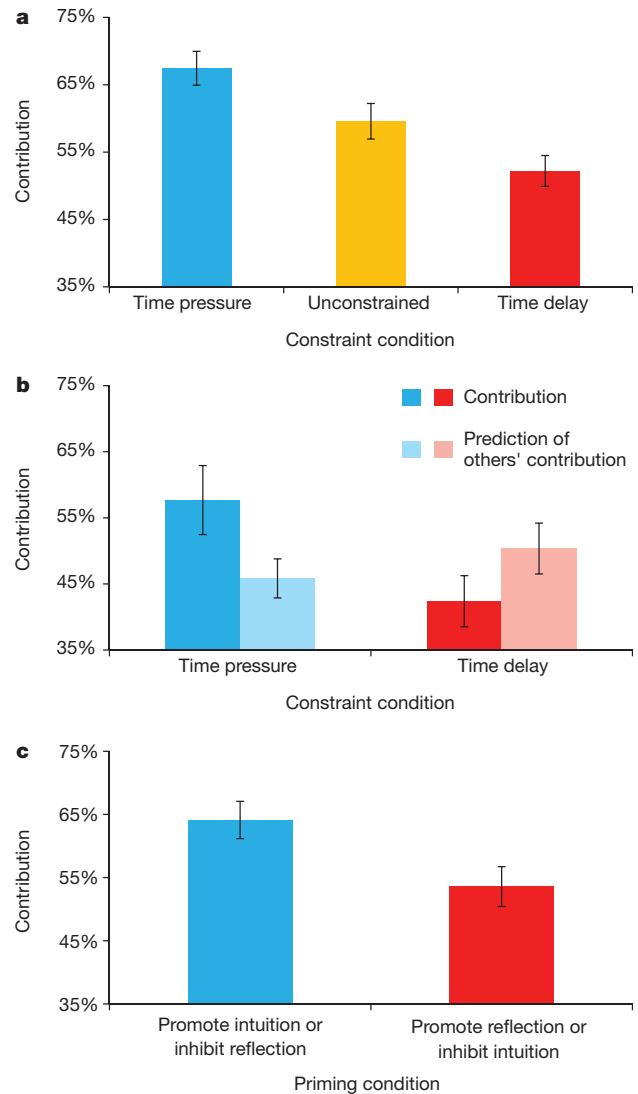 a
75%
65%
55%
45%
35%
Contribution
Time pressure
Unconstrained
Time delay
Constraint condition
b
75%
65%
55%
45%
35%
Contribution
Contribution
Prediction of
others' contribution
Time pressure
Time delay
Constraint condition
c
75%
65%
55%
45%
35%
Contribution
Promote intuition or
inhibit reflection
Promote reflection or
inhibit intuition
Priming condition